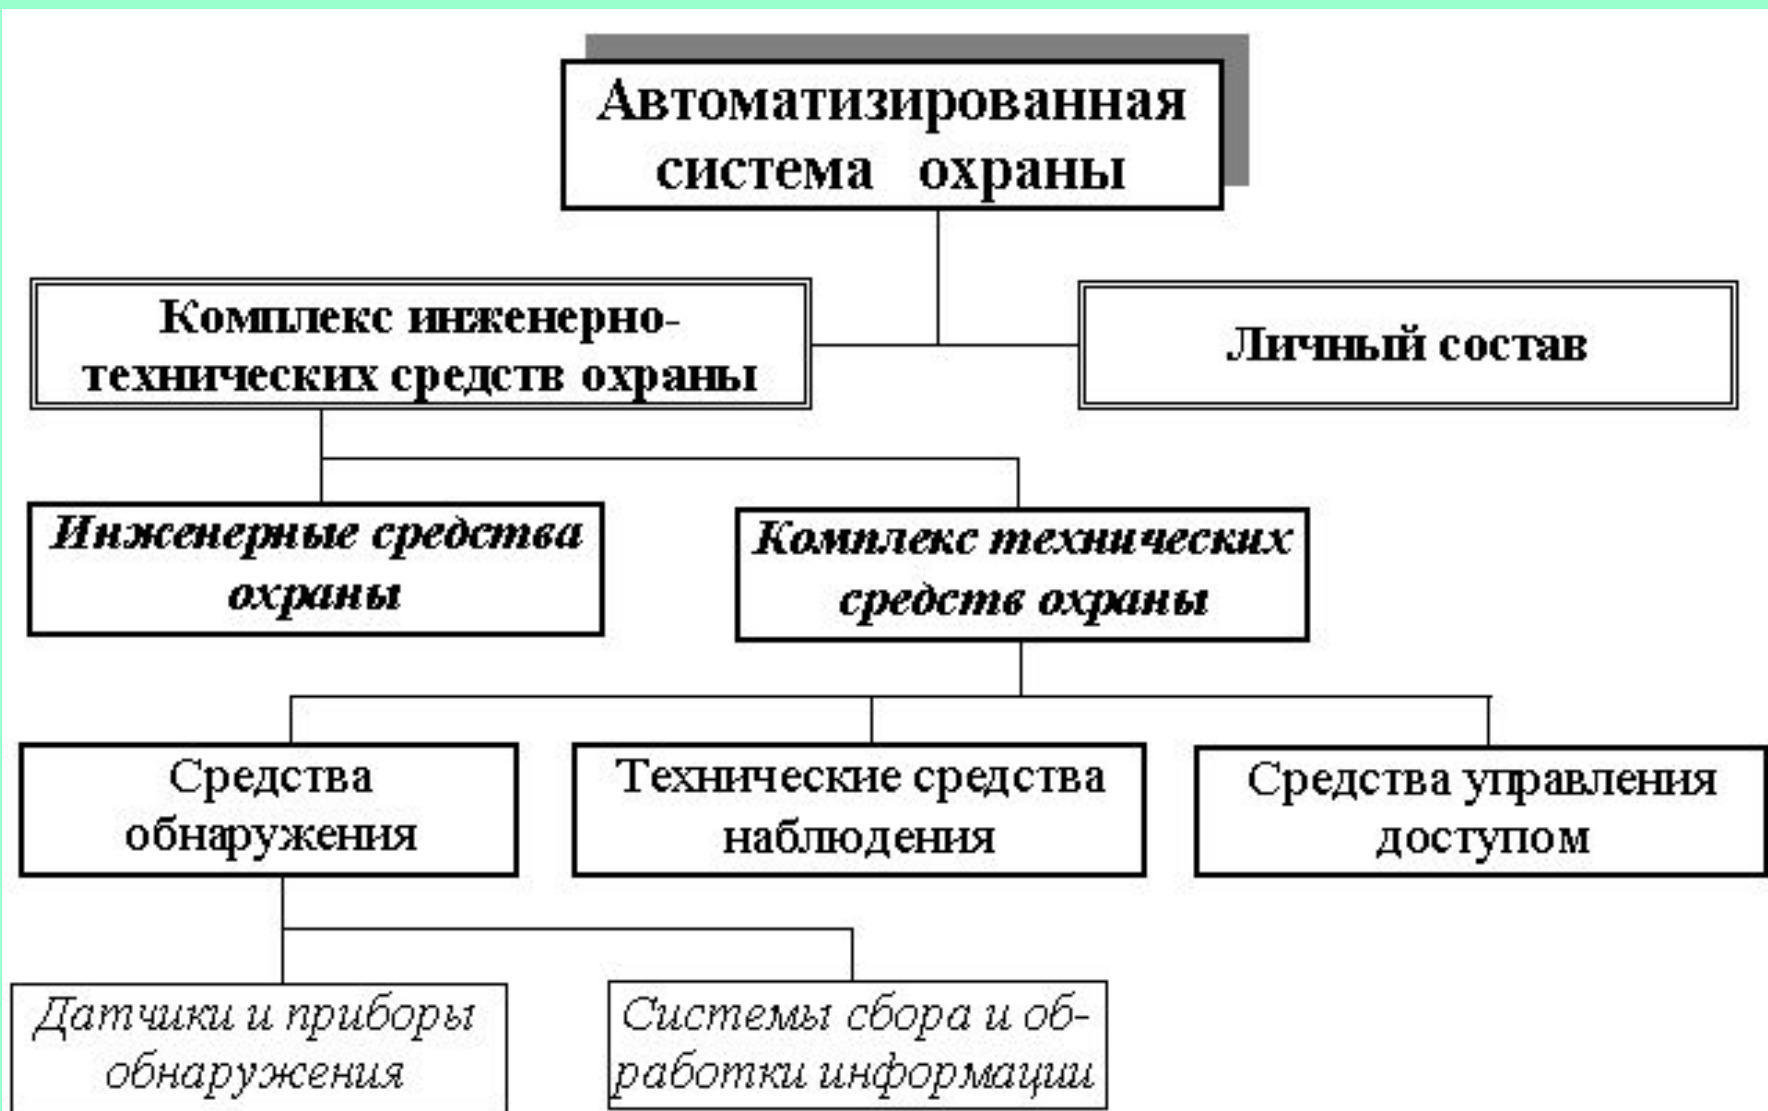 Автоматизированная
система охраны
Комплекс инженерно-
технических средств охраны
Личный состав
Инженерные средства
охраны
Комплекс технических
средств охраны
Средства
обнаружения
Технические средства
наблюдения
Средства управления
доступом
Датчики и приборы
обнаружения
Системы сбора и об-
работки информации